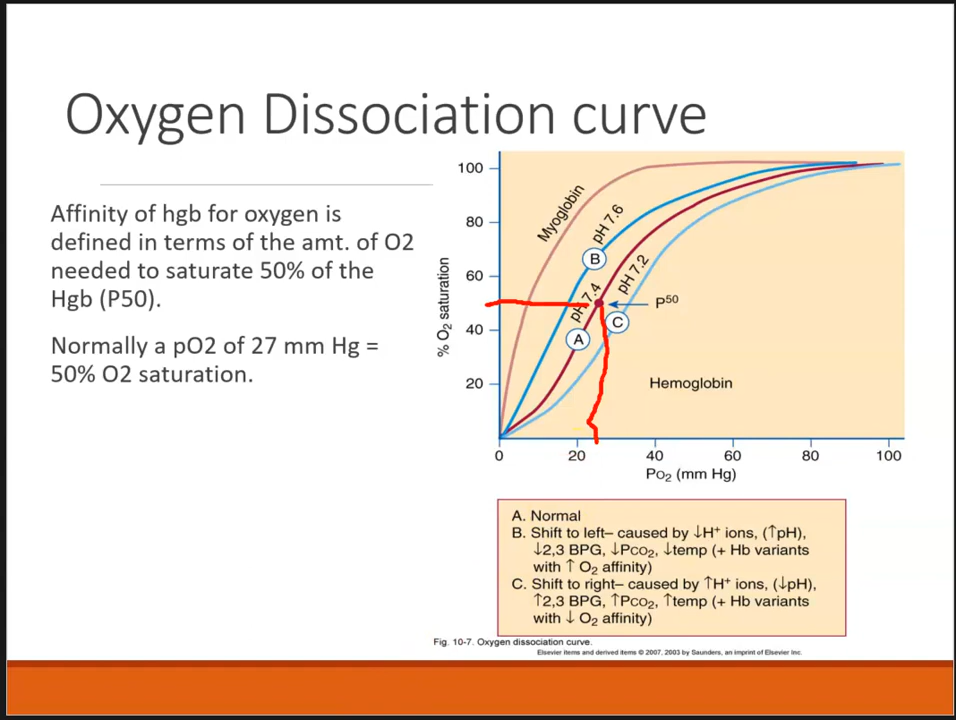 Oxygen Dissociation curve
Affinity of hgb for oxygen is
defined in terms of the amt. of O2
needed to saturate 50% of the
Hgb (P50).
Normally a pO2 of 27 mm Hg =
50% O2 saturation.
% O₂ saturation
100
80
60
40
20
Myoglobin
pH 7.6
B
pH 7.4
pH 7.2
P⁵⁰
C
A
Hemoglobin
0
20
40
60
80
100
PO₂ (mm Hg)
A. Normal
B. Shift to left– caused by ↓H⁺ ions, (↑pH),
↓2,3 BPG, ↓PCO₂, ↓temp (+ Hb variants
with ↑ O₂ affinity)
C. Shift to right– caused by ↑H⁺ ions, (↓pH),
↑2,3 BPG, ↑PCO₂, ↑temp (+ Hb variants
with ↓ O₂ affinity)
Fig. 10-7. Oxygen dissociation curve.
Elsevier items and derived items © 2007, 2003 by Saunders, an imprint of Elsevier Inc.